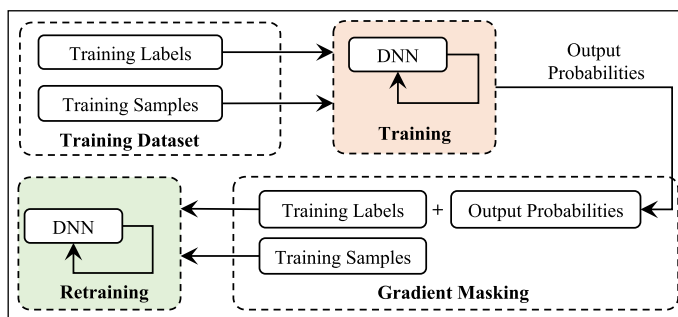 Training Labels
Training Samples
Training Dataset
DNN
Training
Output
Probabilities
Training Labels + Output Probabilities
Training Samples
Gradient Masking
DNN
Retraining